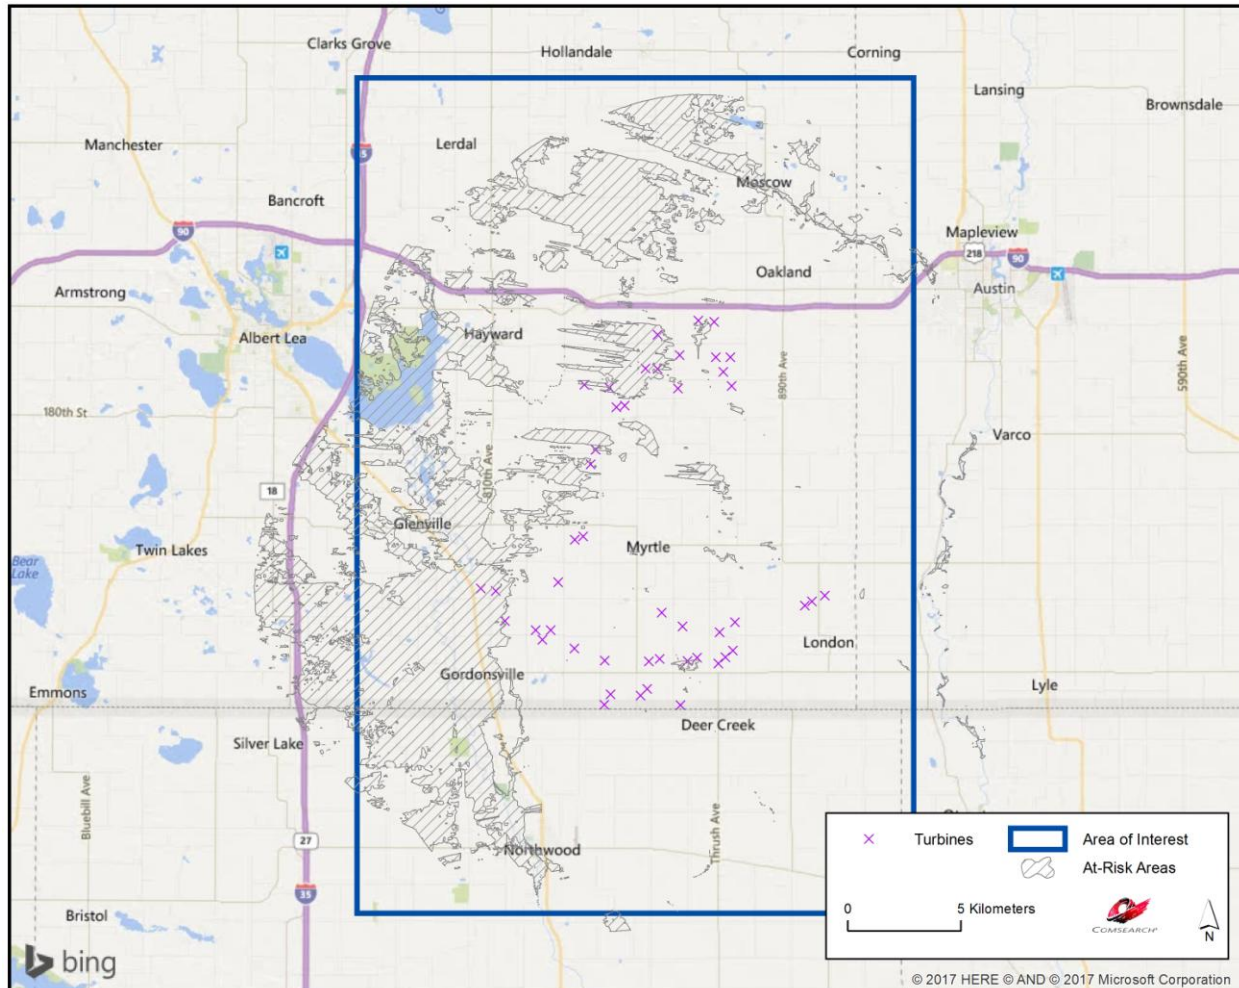 Clarks Grove
Hollandale
Corning
Lansing
Brownsdale
Manchester
Lerdal
35
Moscow
Bancroft
90
Mapleview
218
90
Oakland
Austin
Armstrong
Albert Lea
Hayward
890th Ave
590th Ave
180th St
Varco
810th Ave
18
Glenville
Twin Lakes
Myrtle
Bear
Lake
London
Gordonsville
Emmons
Lyle
Deer Creek
Silver Lake
Bluebill Ave
Thrush Ave
27
Northwood
35
Bristol
Turbines
Area of Interest
At-Risk Areas
0
5 Kilometers
COMSEARCH
N
bing
© 2017 HERE © AND © 2017 Microsoft Corporation